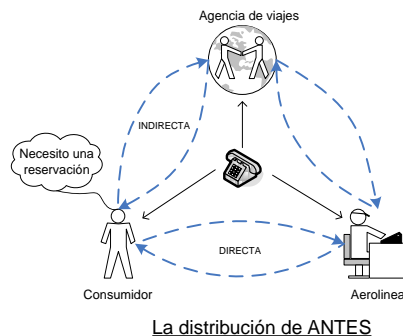 Agencia de viajes
INDIRECTA
Necesito una
reservación
DIRECTA
Consumidor
Aerolinea
La distribución de ANTES